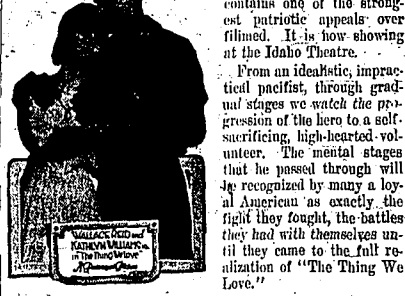 contains one of the strong-
est patriotic appeals over
filmed. It is now showing
at the Idaho Theatre.
From an idealistic, imprac-
tical pacifist, through grad-
ual stages we watch the pro-
gression of the hero to a self-
sacrificing, high-hearted vol-
unteer. The mental stages
that he passed through will
be recognized by many a loy-
al American as exactly the
fight they fought, the battles
they had with themselves un-
til they came to the full re-
alization of "The Thing We
Love."
WALLACE REID and
KATHLYN WILLIAMS in
in 'The Thing We Love'
A Paramount Picture